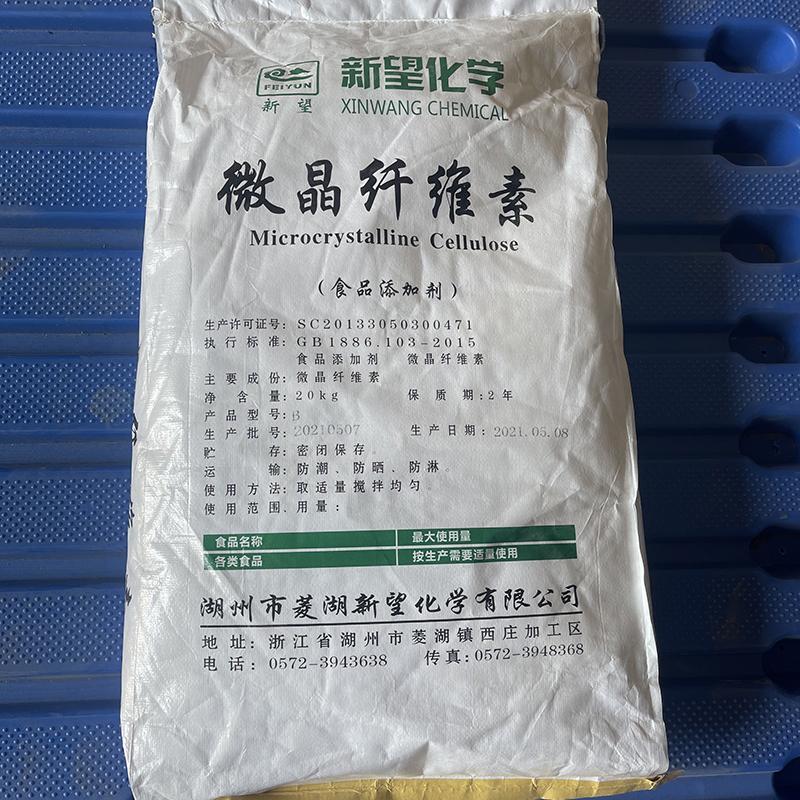 FEIYUN
新望
新望化学
XINWANG CHEMICAL
微晶纤维素
Microcrystalline Cellulose
（食品添加剂）
生产许可证号：SC20133050300471
执行标准：GB1886.103-2015
食品添加剂 微晶纤维素
主要成份：微晶纤维素
净含量：20kg 保质期：2年
产品型号：B
生产批号：20210507 生产日期：2021.05.08
贮存：密闭保存。
运输：防潮、防晒、防淋。
使用方法：取适量搅拌均匀。
使用范围、用量：
食品名称 最大使用量
各类食品 按生产需要适量使用
湖州市菱湖新望化学有限公司
地址：浙江省湖州市菱湖镇西庄加工区
电话：0572-3943638 传真：0572-3948368